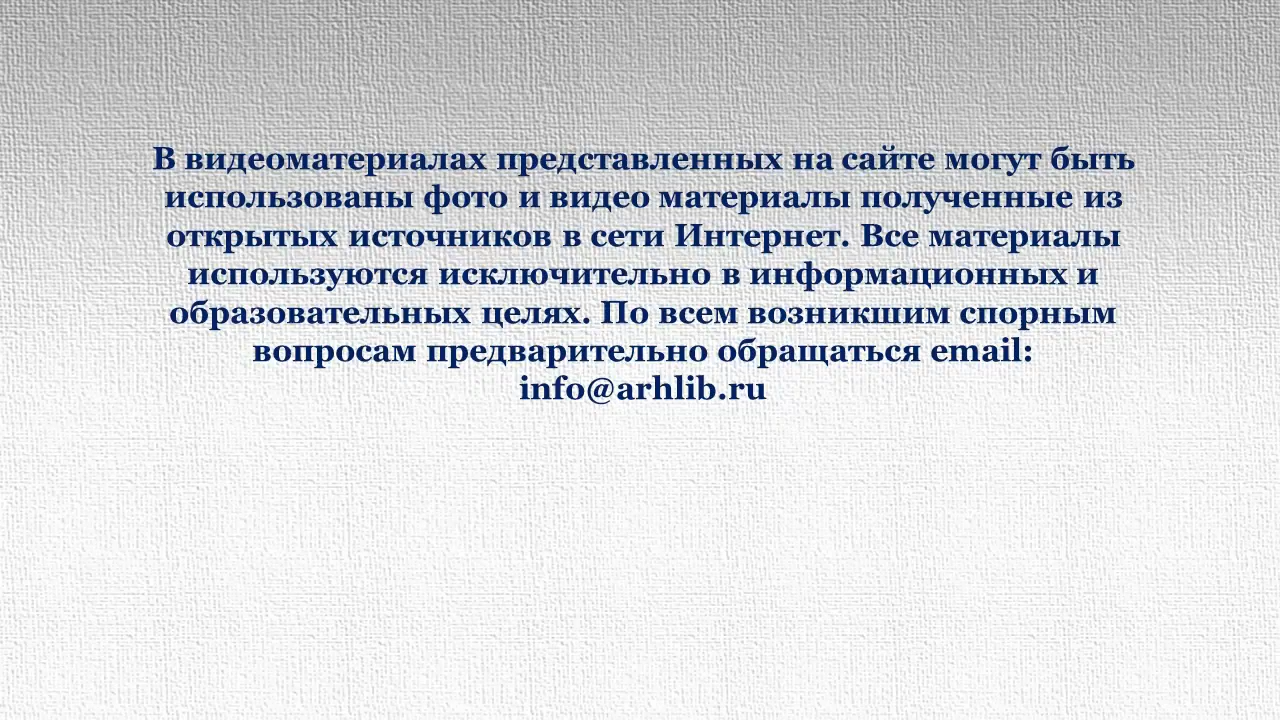 В видеоматериалах представленных на сайте могут быть
использованы фото и видео материалы полученные из
открытых источников в сети Интернет. Все материалы
используются исключительно в информационных и
образовательных целях. По всем возникшим спорным
вопросам предварительно обращаться email:
info@arhlib.ru